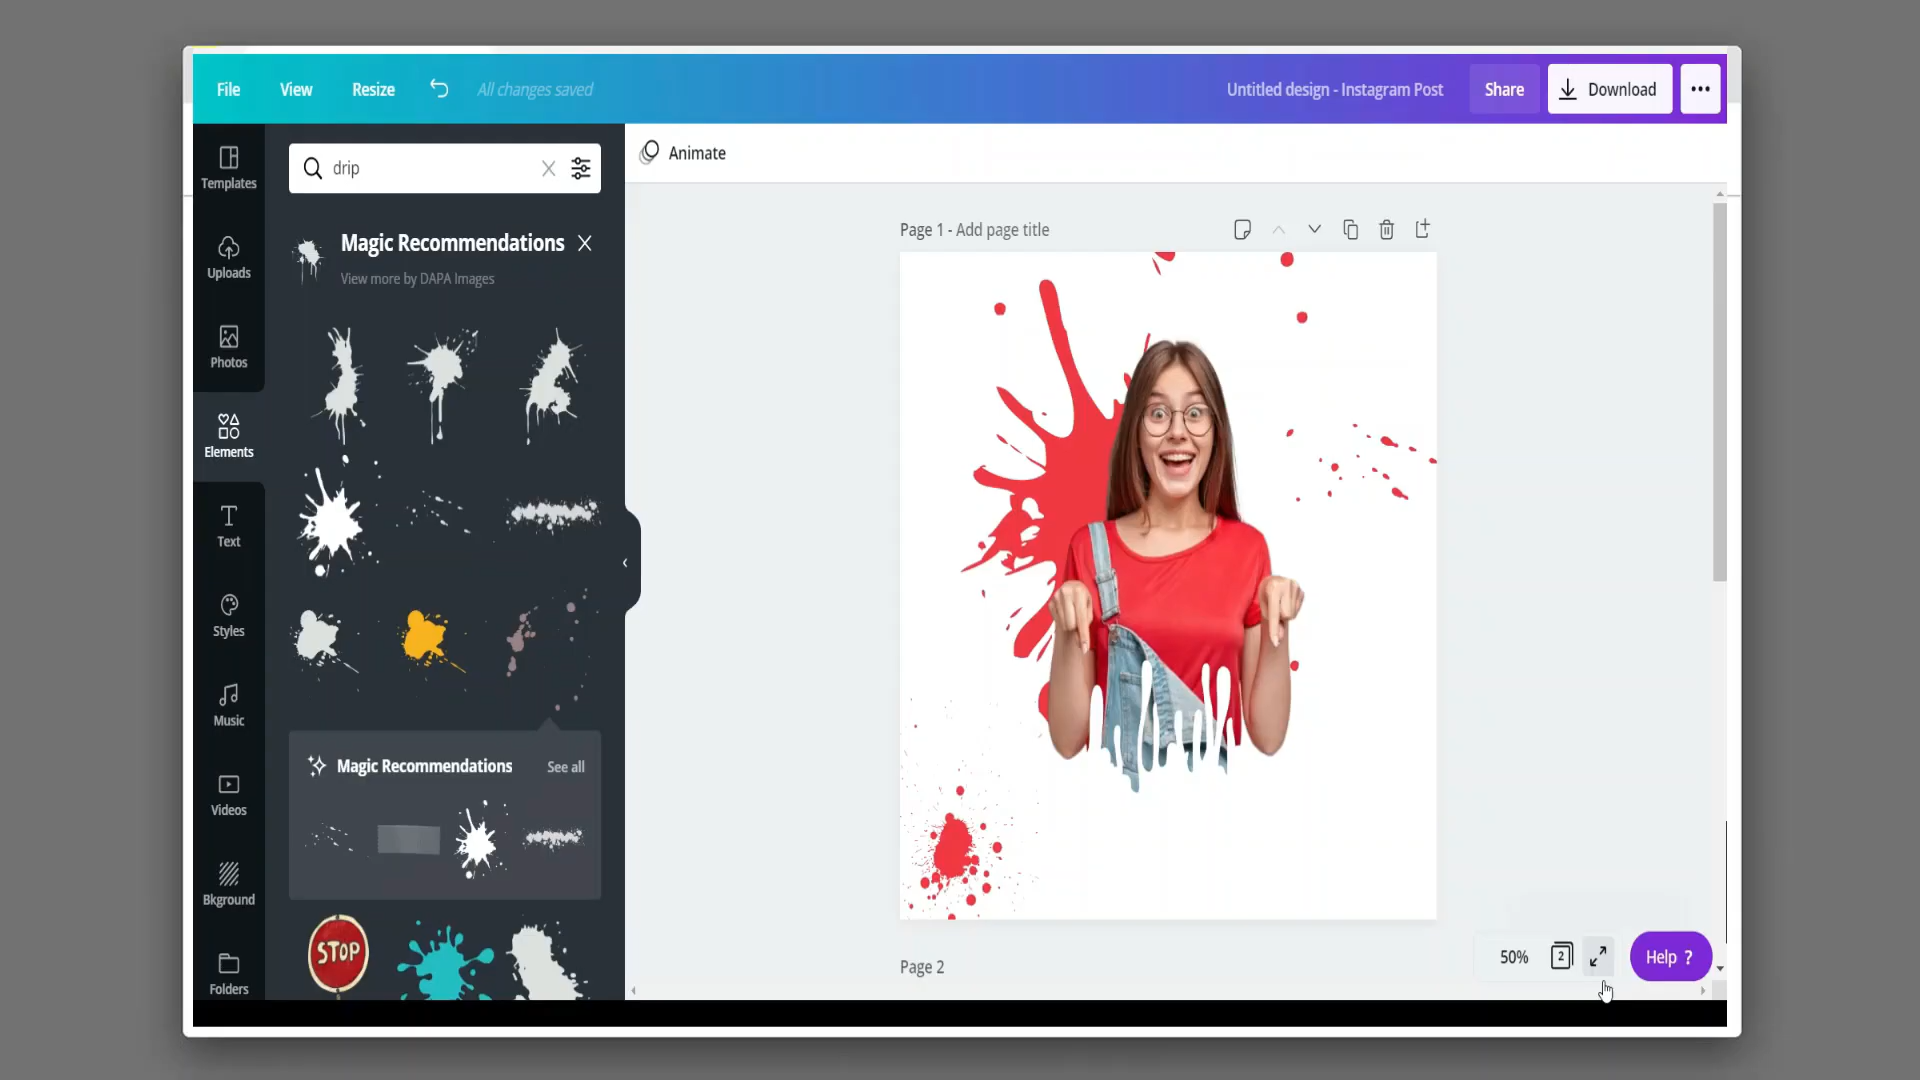 File
View
Resize
All changes saved
Untitled design - Instagram Post
Share
Download
Templates
Uploads
Photos
Elements
Text
Styles
Music
Videos
Bkground
Folders
drip
Magic Recommendations
View more by DAPA Images
Magic Recommendations
See all
STOP
Animate
Page 1 - Add page title
Page 2
50%
2
Help ?